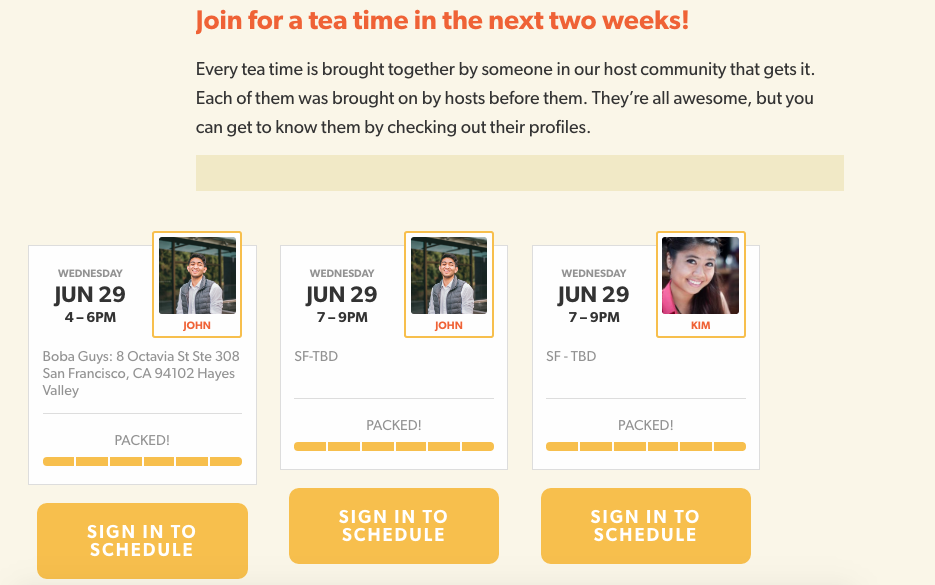 Join for a tea time in the next two weeks!
Every tea time is brought together by someone in our host community that gets it.
Each of them was brought on by hosts before them. They’re all awesome, but you
can get to know them by checking out their profiles.
WEDNESDAY
JUN 29
4 – 6PM
JOHN
Boba Guys: 8 Octavia St Ste 308
San Francisco, CA 94102 Hayes
Valley
PACKED!
SIGN IN TO
SCHEDULE
WEDNESDAY
JUN 29
7 – 9PM
JOHN
SF-TBD
PACKED!
SIGN IN TO
SCHEDULE
WEDNESDAY
JUN 29
7 – 9PM
KIM
SF - TBD
PACKED!
SIGN IN TO
SCHEDULE